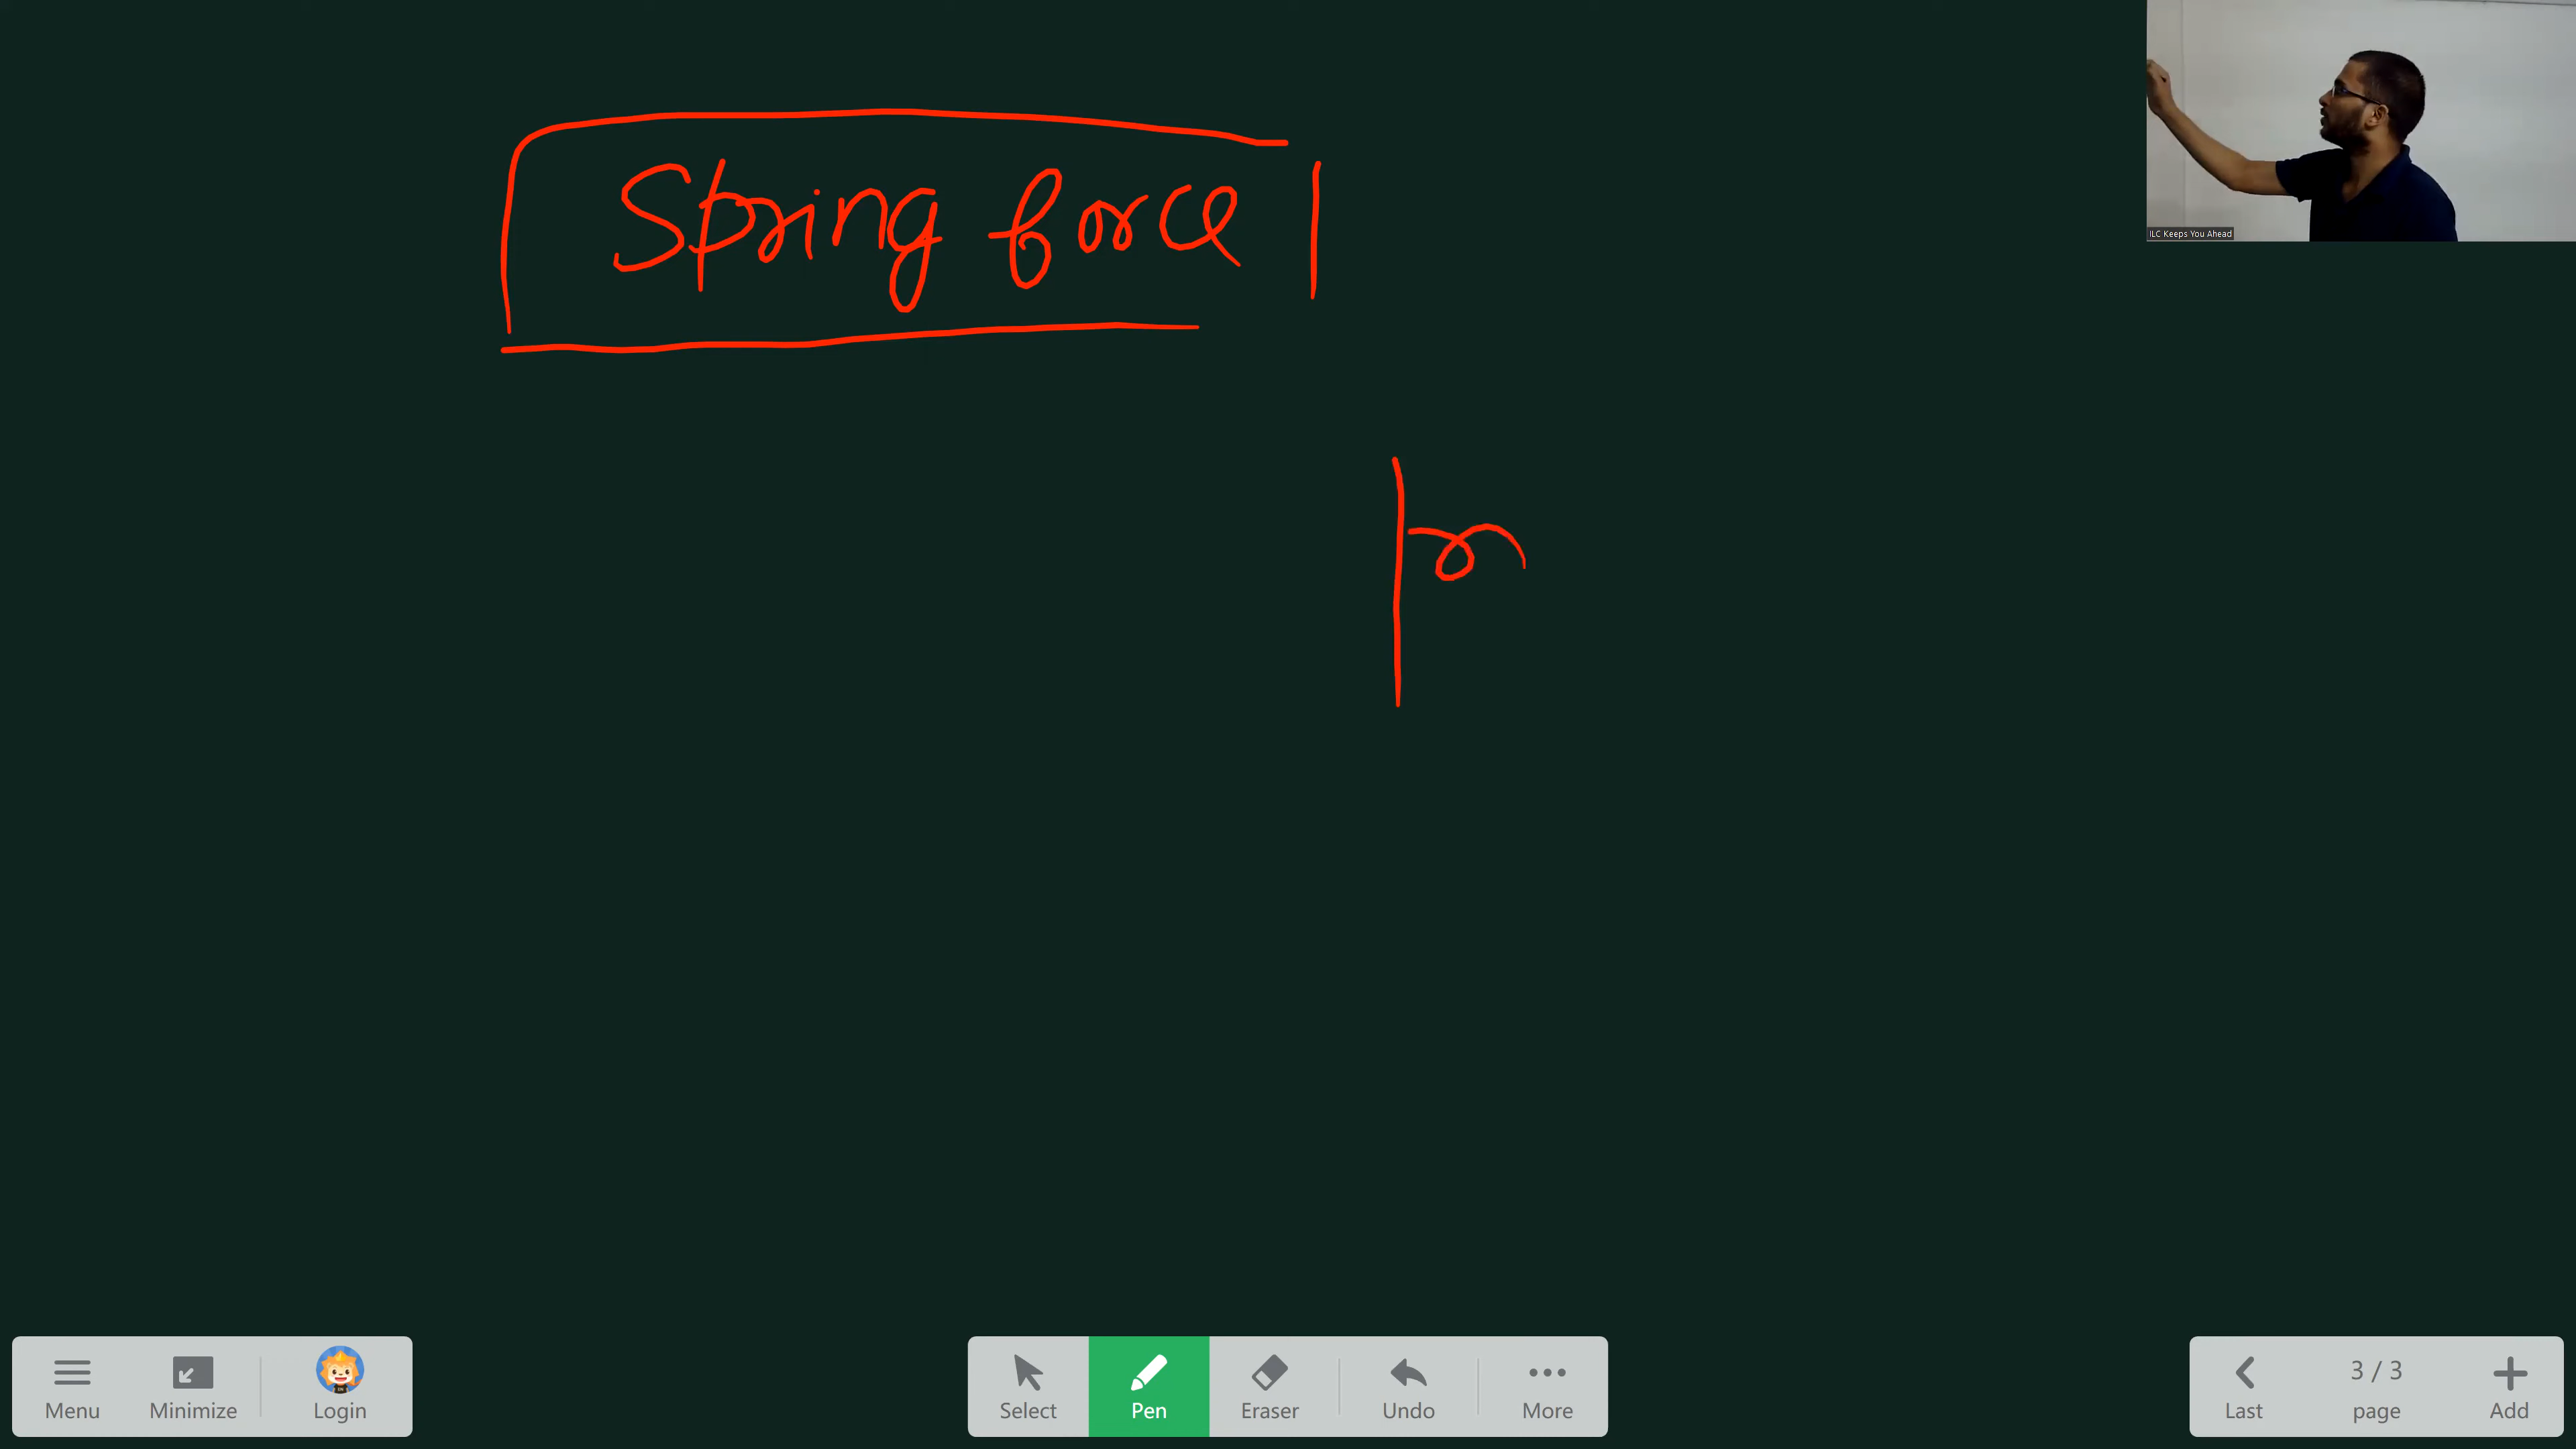 Spring force
ILC Keeps You Ahead
Menu Minimize Login Select Pen Eraser Undo More Last 3 / 3 page Add